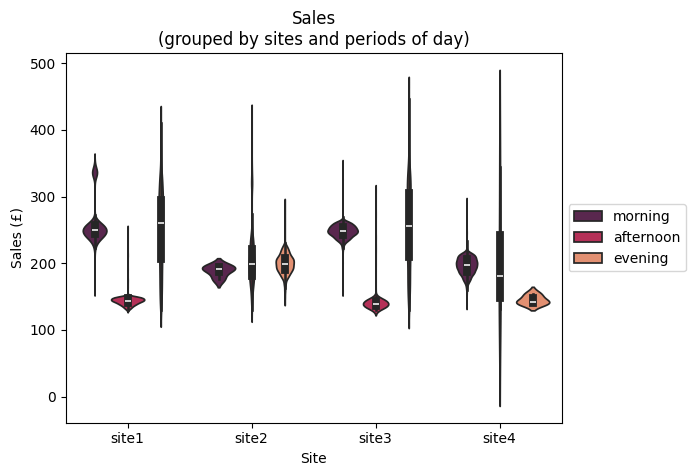 Sales
(grouped by sites and periods of day)
500
400
300
200
100
0
Sales (£)
site1
site2
site3
site4
Site
morning
afternoon
evening